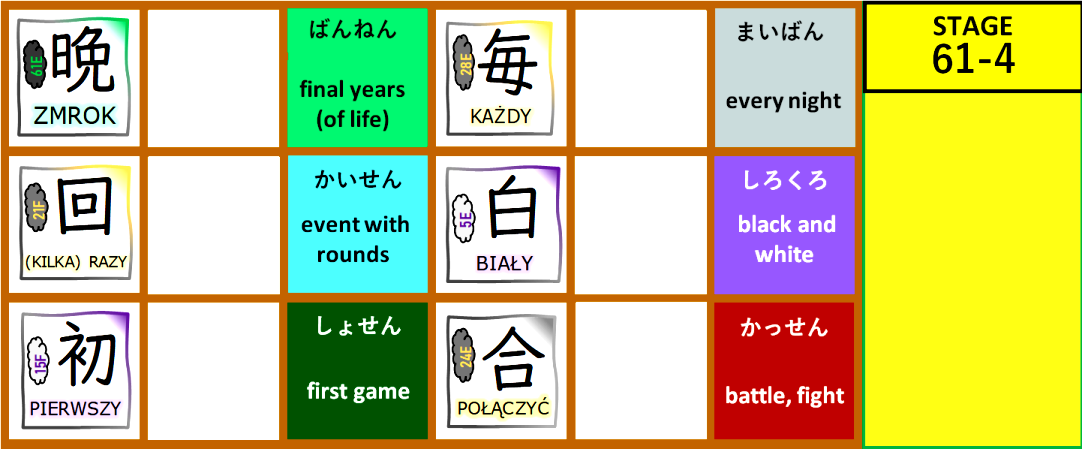 晩
61E
ZMROK
ばんねん
final years
(of life)
毎
28E
KAŻDY
まいばん
every night
STAGE
61-4
回
21F
(KILKA) RAZY
かいせん
event with
rounds
白
5E
BIAŁY
しろくろ
black and
white
初
15F
PIERWSZY
しょせん
first game
合
24E
POŁĄCZYĆ
かっせん
battle, fight